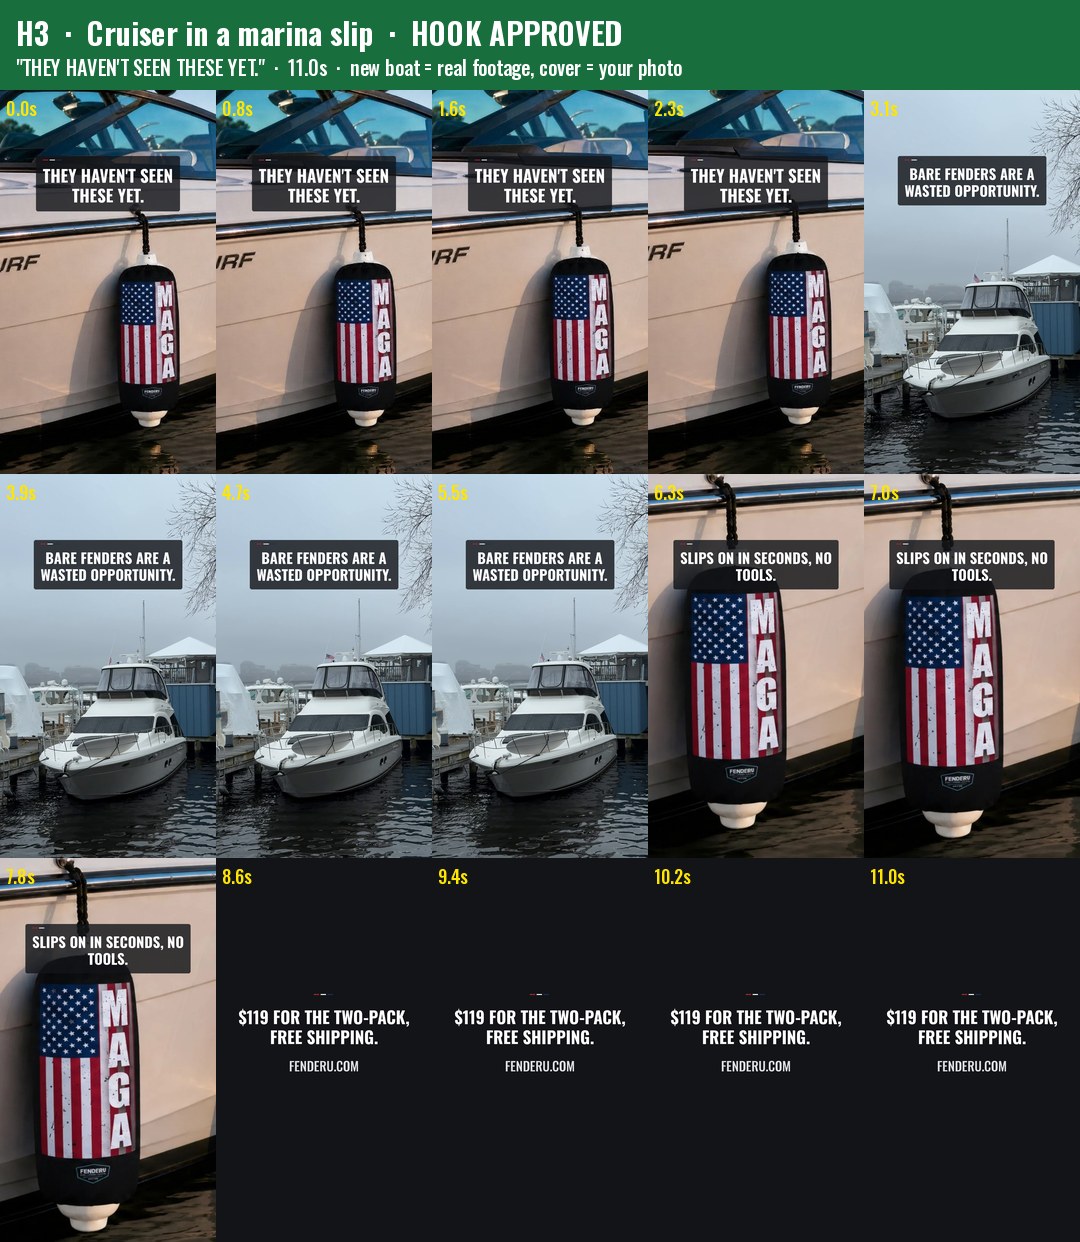 H3 · Cruiser in a marina slip · HOOK APPROVED
"THEY HAVEN'T SEEN THESE YET." · 11.0s · new boat = real footage, cover = your photo
0.0s
THEY HAVEN'T SEEN
THESE YET.
URF
MAGA
FENDERU
0.8s
THEY HAVEN'T SEEN
THESE YET.
URF
MAGA
FENDERU
1.6s
THEY HAVEN'T SEEN
THESE YET.
URF
MAGA
FENDERU
2.3s
THEY HAVEN'T SEEN
THESE YET.
URF
MAGA
FENDERU
3.1s
BARE FENDERS ARE A
WASTED OPPORTUNITY.
3.9s
BARE FENDERS ARE A
WASTED OPPORTUNITY.
4.7s
BARE FENDERS ARE A
WASTED OPPORTUNITY.
5.5s
BARE FENDERS ARE A
WASTED OPPORTUNITY.
6.3s
SLIPS ON IN SECONDS, NO
TOOLS.
MAGA
FENDERU
7.0s
SLIPS ON IN SECONDS, NO
TOOLS.
MAGA
FENDERU
7.8s
SLIPS ON IN SECONDS, NO
TOOLS.
MAGA
FENDERU
8.6s
$119 FOR THE TWO-PACK,
FREE SHIPPING.
FENDERU.COM
9.4s
$119 FOR THE TWO-PACK,
FREE SHIPPING.
FENDERU.COM
10.2s
$119 FOR THE TWO-PACK,
FREE SHIPPING.
FENDERU.COM
11.0s
$119 FOR THE TWO-PACK,
FREE SHIPPING.
FENDERU.COM